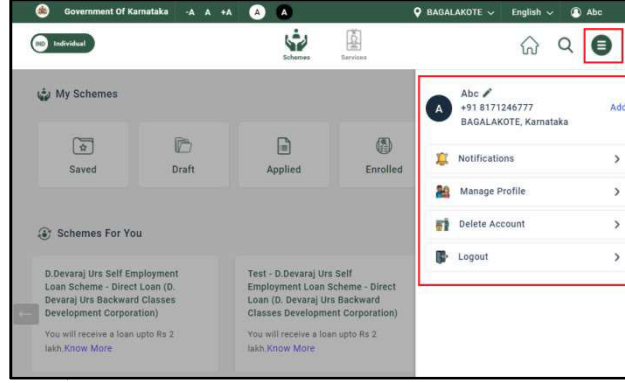 Government Of Karnataka -A A +A A A BAGALAKOTE English Abc
IND Individual Schemes Services
My Schemes
Saved Draft Applied Enrolled
Schemes For You
D.Devaraj Urs Self Employment
Loan Scheme - Direct Loan (D.
Devaraj Urs Backward Classes
Development Corporation)
You will receive a loan upto Rs 2
lakh.Know More
Test - D.Devaraj Urs Self
Employment Loan Scheme - Direct
Loan (D. Devaraj Urs Backward
Classes Development Corporation)
You will receive a loan upto Rs 2
lakh.Know More
A
Abc
+91 8171246777 Add
BAGALAKOTE, Karnataka
Notifications
Manage Profile
Delete Account
Logout